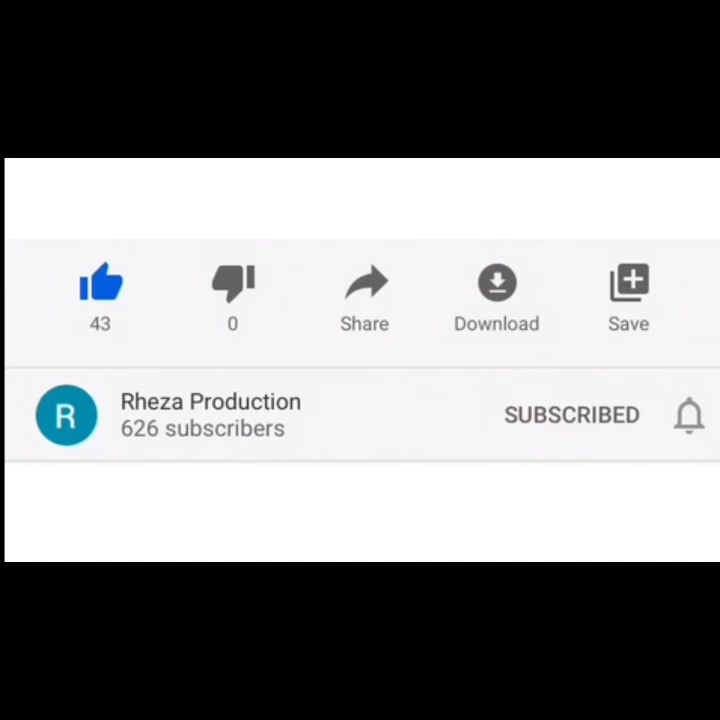 43
0
Share
Download
Save
R
Rheza Production
626 subscribers
SUBSCRIBED